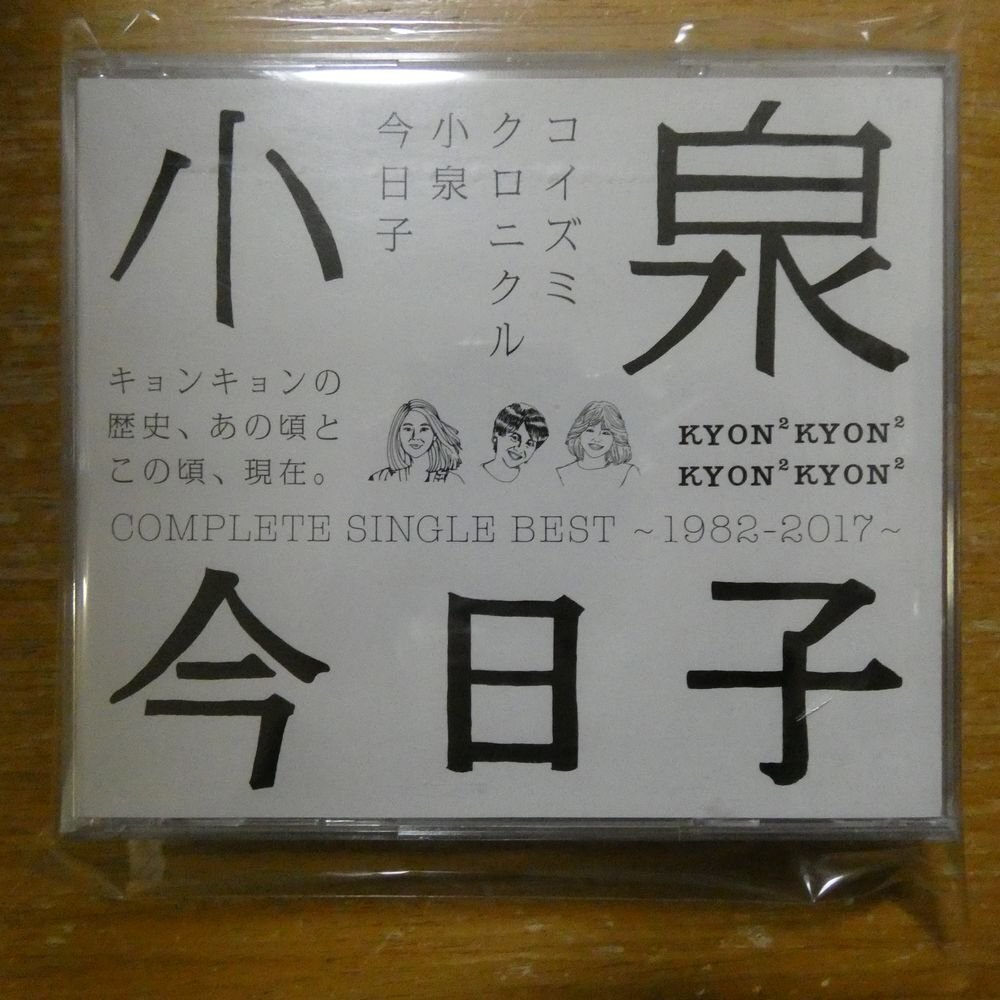 小泉
コイズミ
クロニクル
小泉
今日子
キョンキョンの
歴史、あの頃と
この頃、現在。
KYON²KYON²
KYON²KYON²
COMPLETE SINGLE BEST ~1982-2017~
今日子